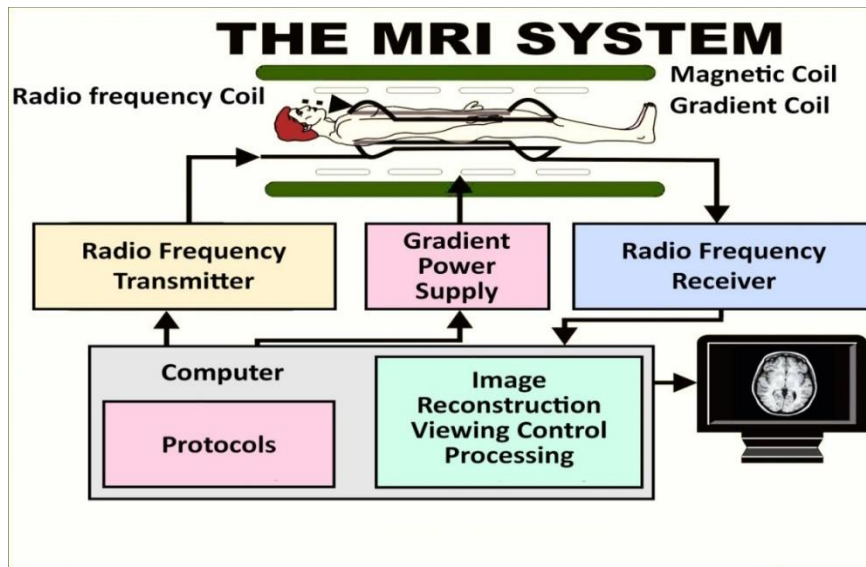 THE MRI SYSTEM
Radio frequency Coil
Magnetic Coil
Gradient Coil
Radio Frequency
Transmitter
Gradient
Power
Supply
Radio Frequency
Receiver
Computer
Protocols
Image
Reconstruction
Viewing Control
Processing